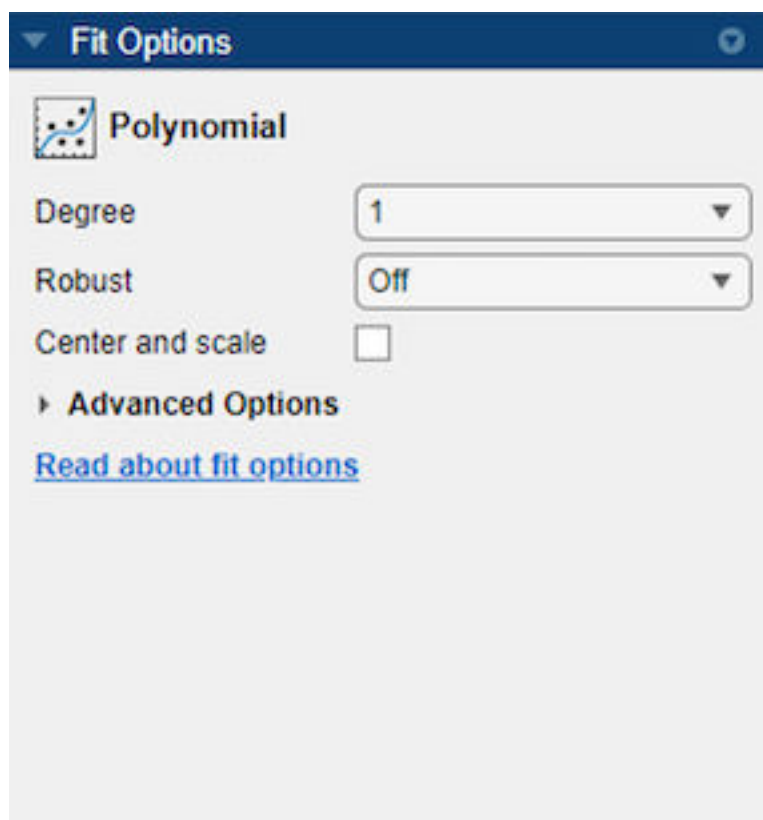 Fit Options
Polynomial
Degree 1
Robust Off
Center and scale
Advanced Options
Read about fit options